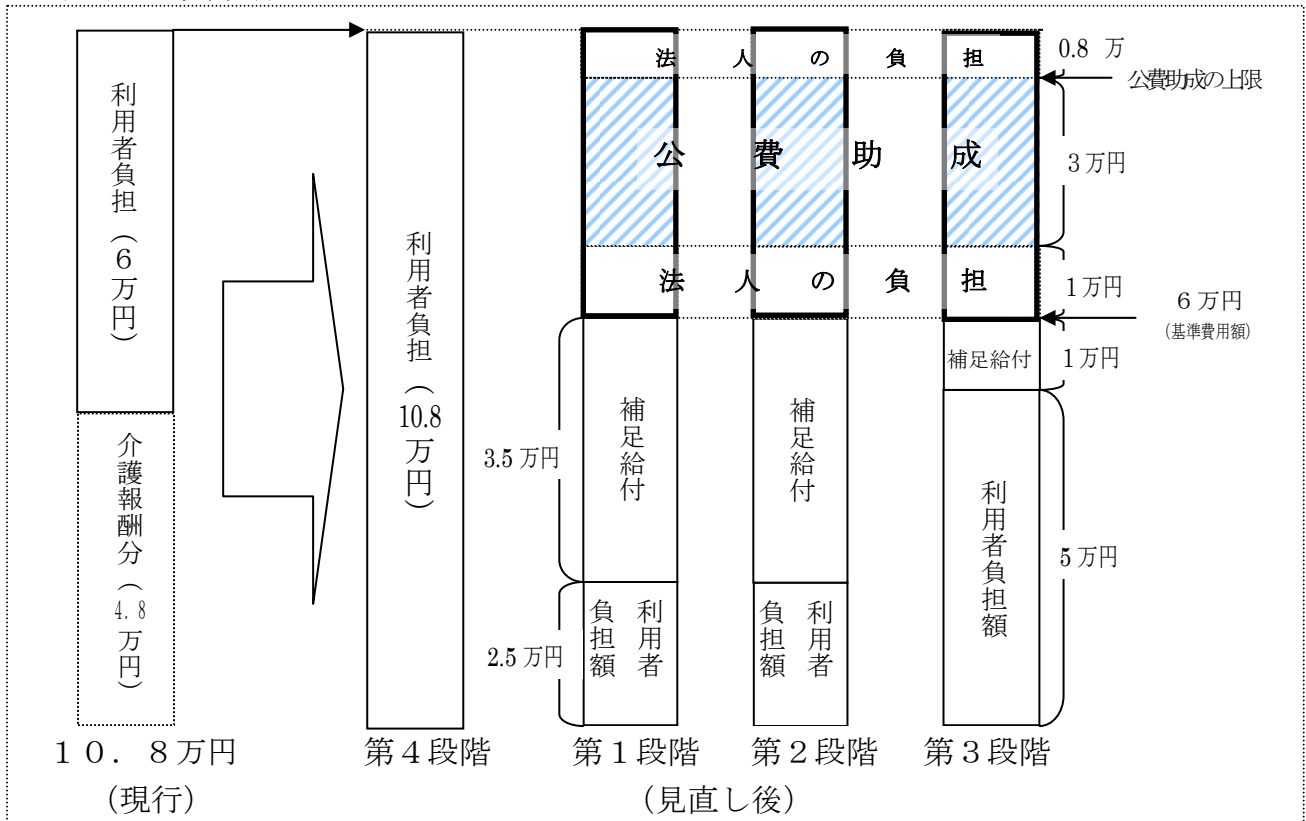 利用者負担（6万円）
介護報酬分（4.8万円）
利用者負担（10.8万円）
法人の負担
公費助成
法人の負担
0.8 万
公費助成の上限
3万円
1万円
6万円
(基準費用額)
補足給付
1万円
3.5万円
補足給付
補足給付
利用者負担額
5万円
2.5万円
利用者
負担額
利用者
負担額
１０．８万円
第４段階
第１段階
第２段階
第３段階
（現行）
（見直し後）